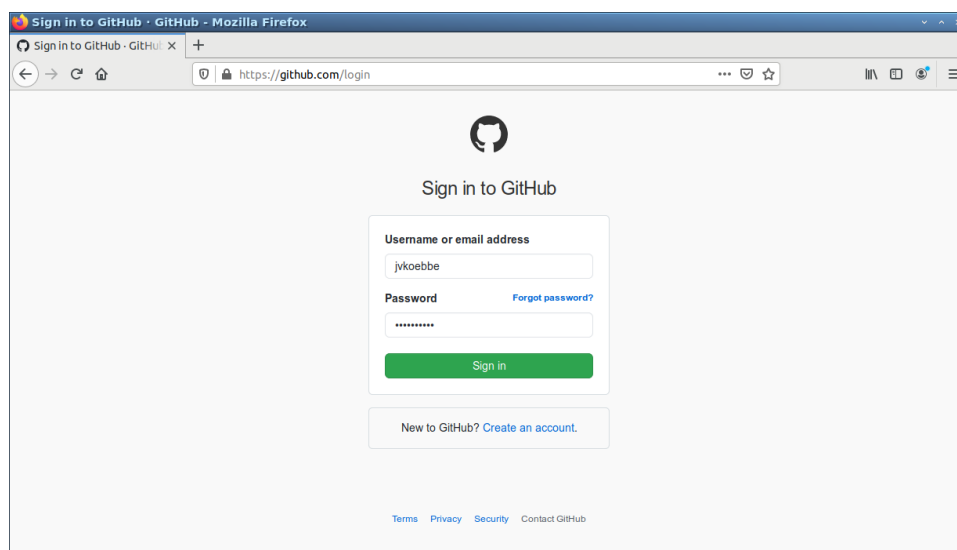 Sign in to GitHub · GitHub - Mozilla Firefox
Sign in to GitHub · GitHub
https://github.com/login
Sign in to GitHub
Username or email address
jvkoebbe
Password Forgot password?
••••••••••
Sign in
New to GitHub? Create an account.
Terms Privacy Security Contact GitHub